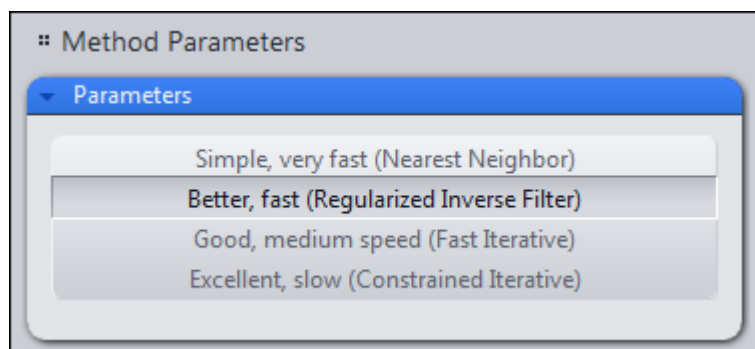 Method Parameters
Parameters
Simple, very fast (Nearest Neighbor)
Better, fast (Regularized Inverse Filter)
Good, medium speed (Fast Iterative)
Excellent, slow (Constrained Iterative)